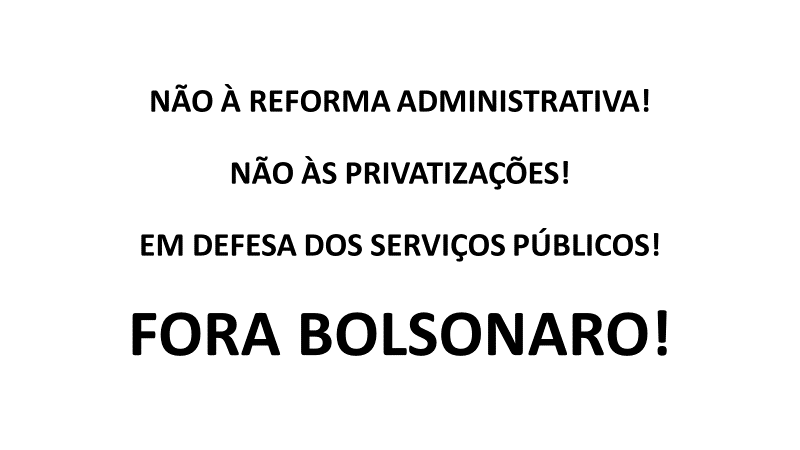 NÃO À REFORMA ADMINISTRATIVA!
NÃO ÀS PRIVATIZAÇÕES!
EM DEFESA DOS SERVIÇOS PÚBLICOS!
FORA BOLSONARO!